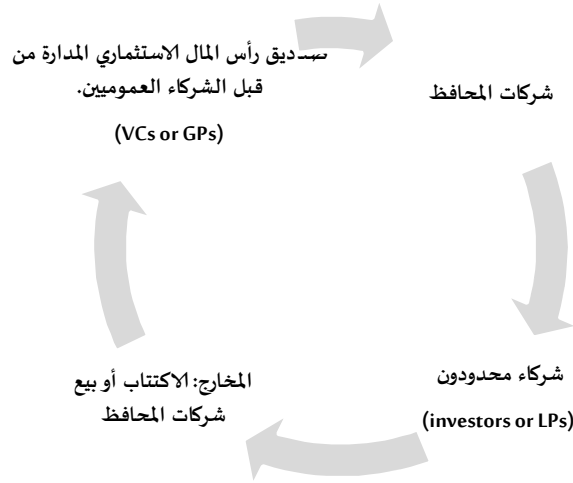 رأس المال الاستثماري المدارة من
قبل الشركاء العموميين.
(VCs or GPs)
شركات المحافظ
شركاء محدودون
(investors or LPs)
المخارج: الاكتتاب أو بيع
شركات المحافظ